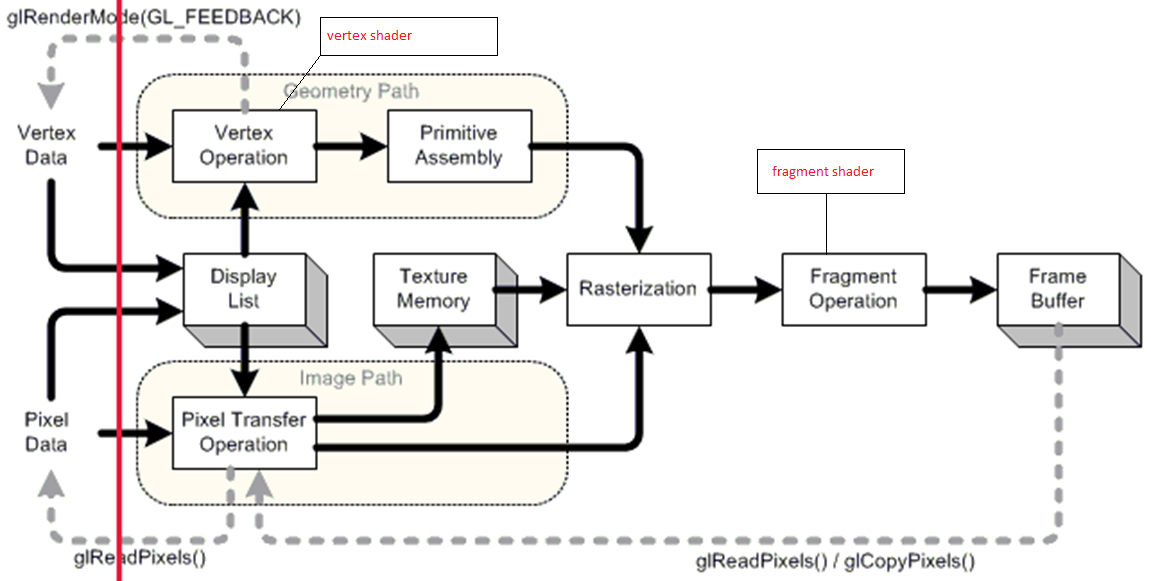 glRenderMode(GL_FEEDBACK)
vertex shader
Geometry Path
Vertex
Data
Vertex
Operation
Primitive
Assembly
fragment shader
Display
List
Texture
Memory
Rasterization
Fragment
Operation
Frame
Buffer
Image Path
Pixel
Data
Pixel Transfer
Operation
glReadPixels()
glReadPixels() / glCopyPixels()